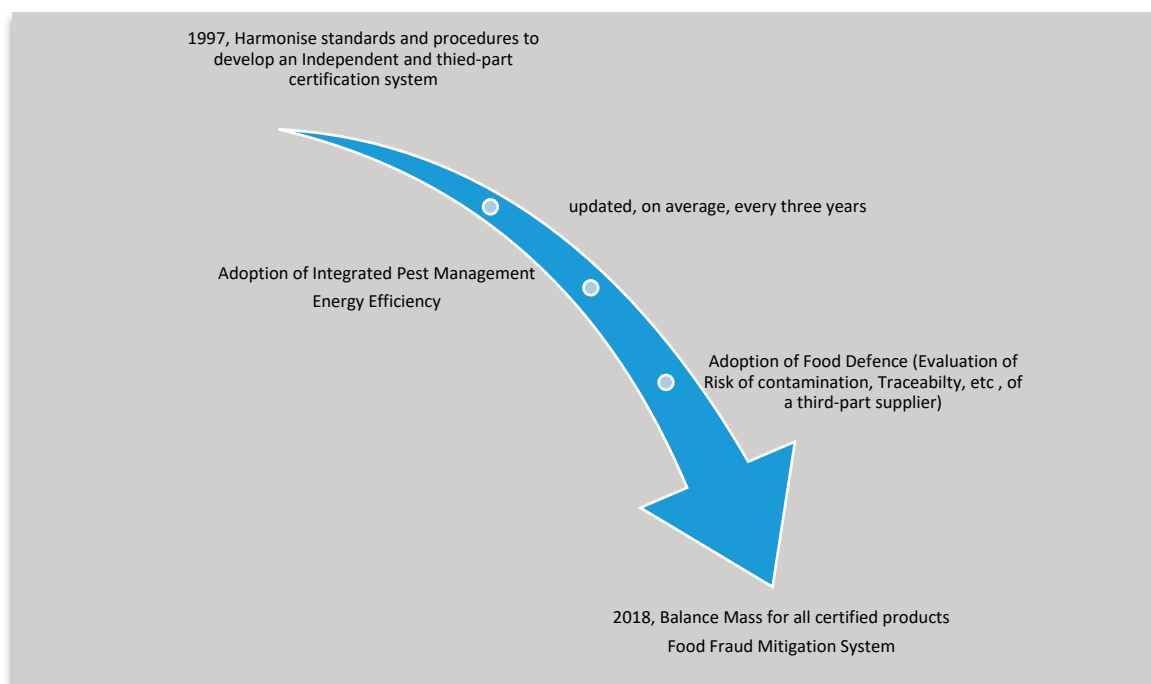 1997, Harmonise standards and procedures to
develop an Independent and thied-part
certification system
updated, on average, every three years
Adoption of Integrated Pest Management
Energy Efficiency
Adoption of Food Defence (Evaluation of
Risk of contamination, Traceabilty, etc , of
a third-part supplier)
2018, Balance Mass for all certified products
Food Fraud Mitigation System